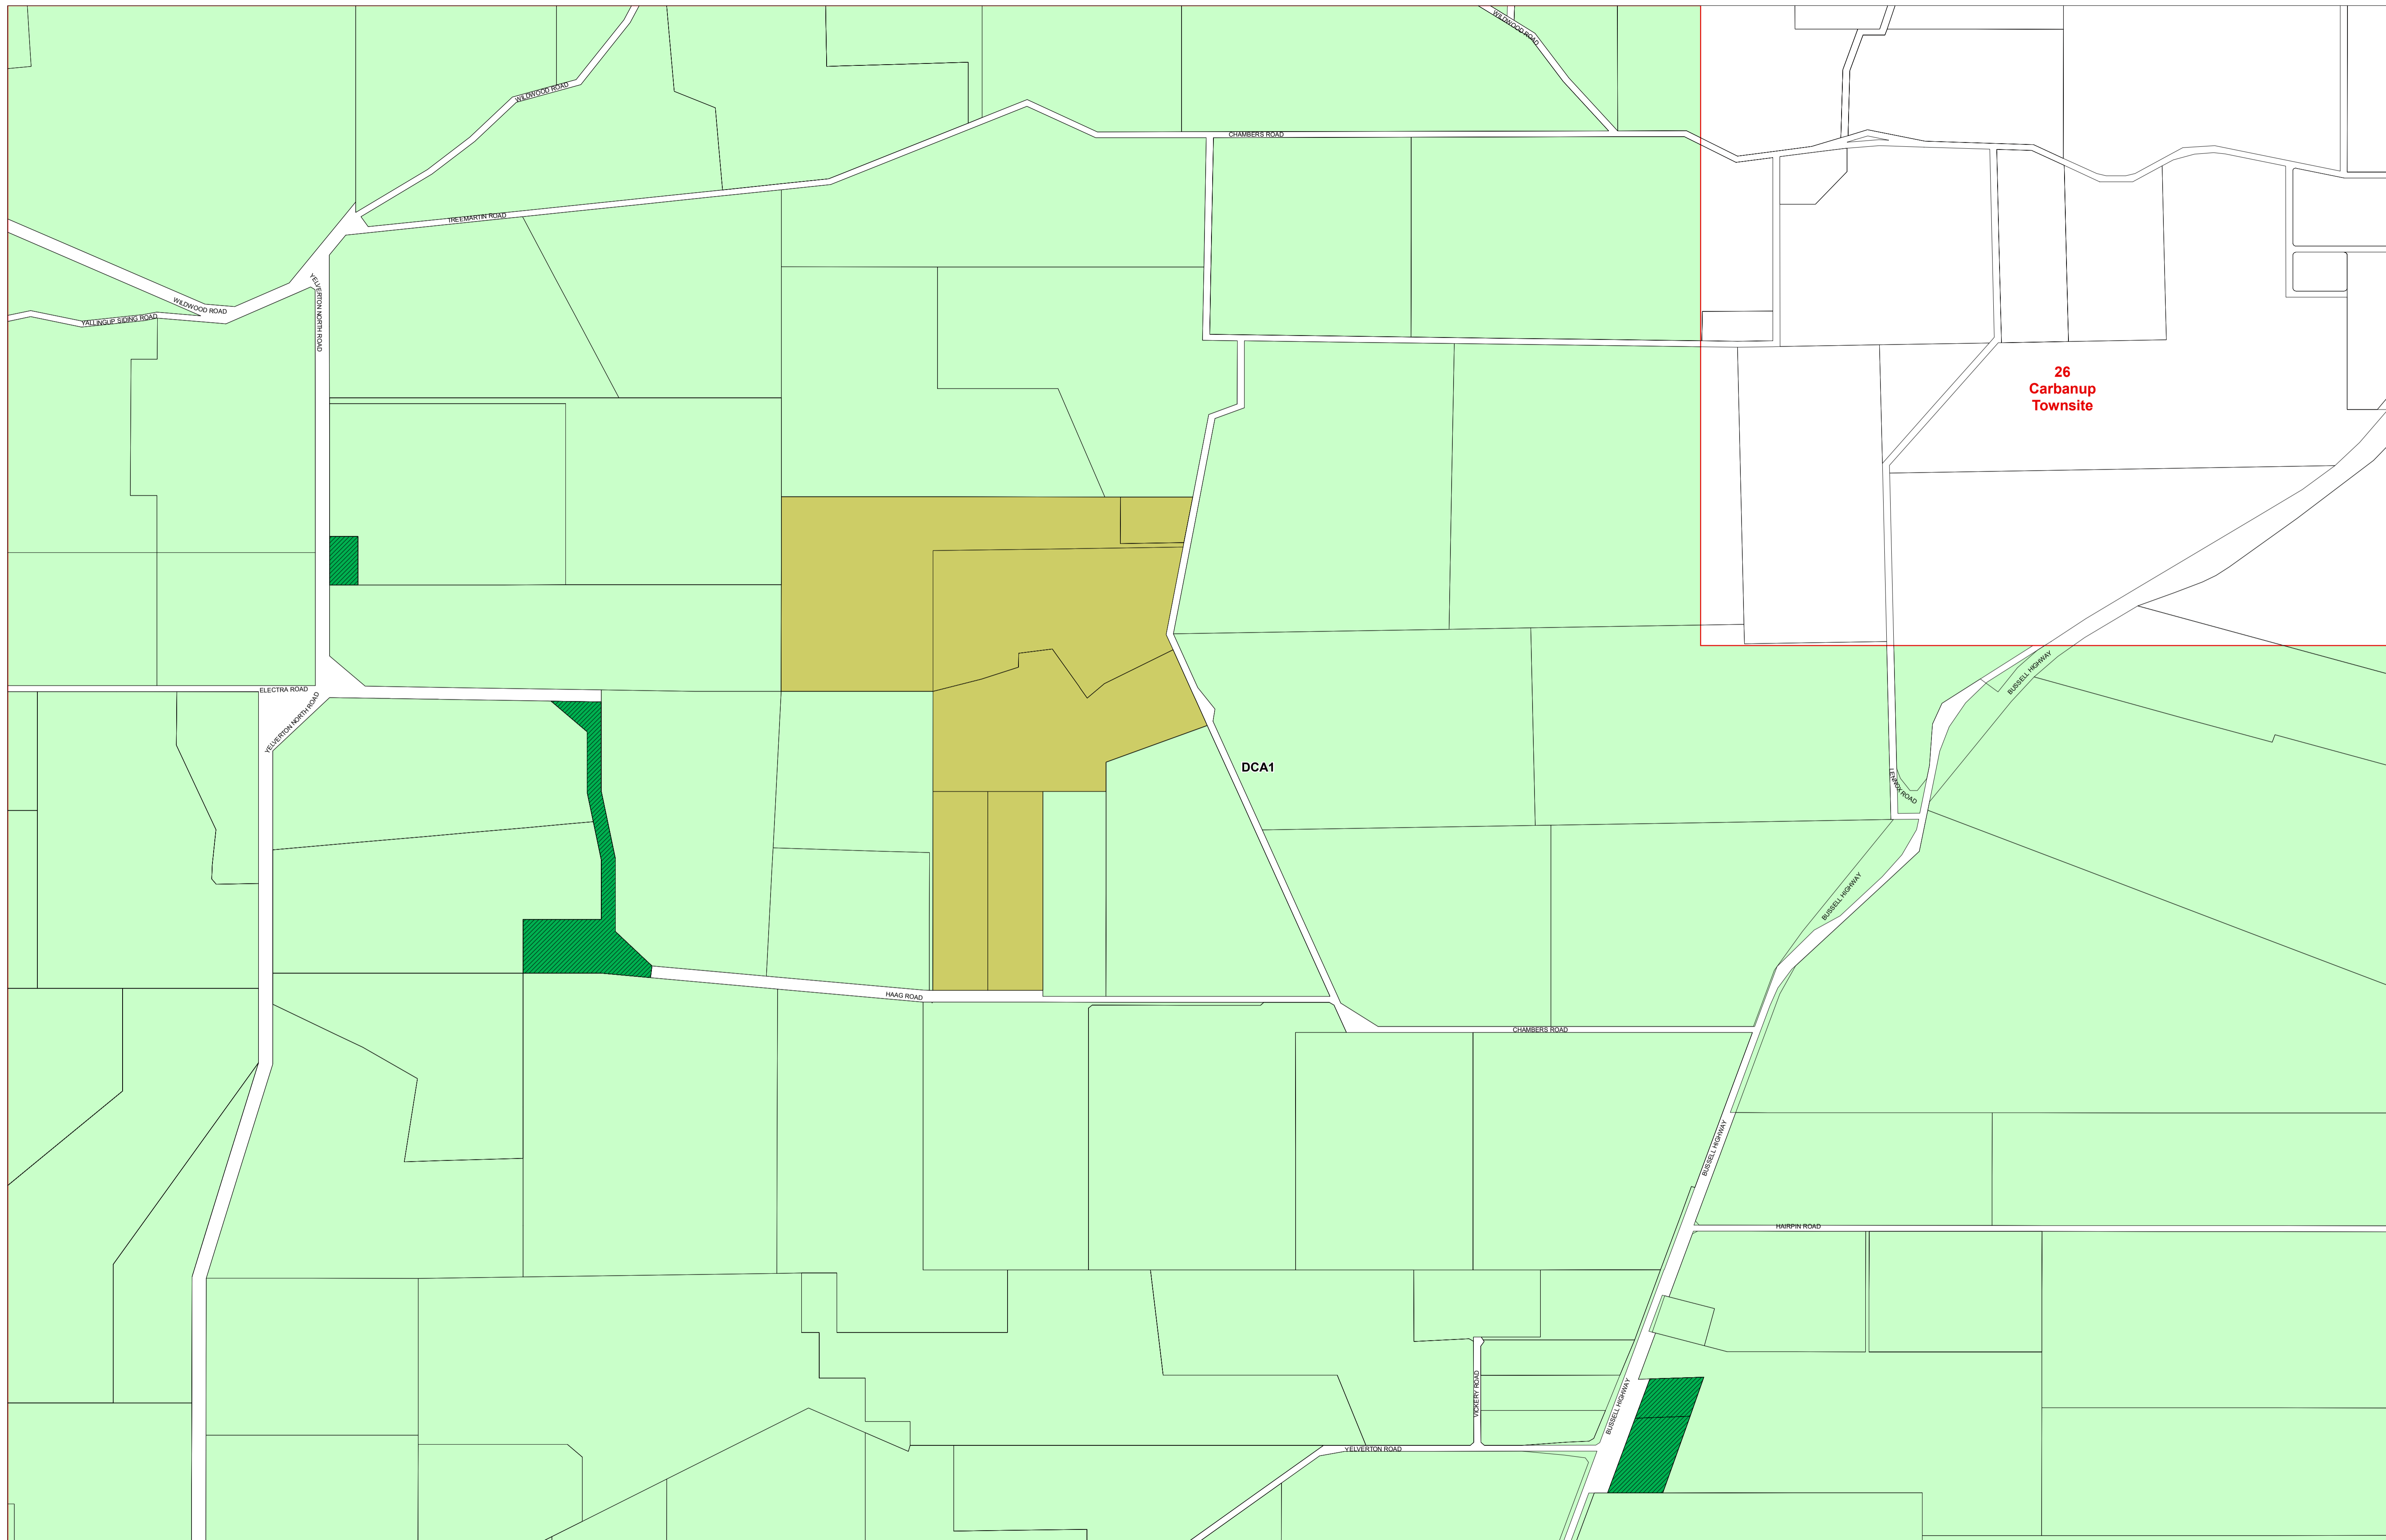 WILDWOOD ROAD
WILDWOOD ROAD
CHAMBERS ROAD
TREEMARTIN ROAD
YELVERTON NORTH ROAD
WILDWOOD ROAD
YALLINGUP SIDING ROAD
26
Carbanup
Townsite
ELECTRA ROAD
YELVERTON NORTH ROAD
BUSSELL HIGHWAY
DCA1
LENNOX ROAD
BUSSELL HIGHWAY
HAAG ROAD
CHAMBERS ROAD
BUSSELL HIGHWAY
HAIRPIN ROAD
VICKERY ROAD
BUSSELL HIGHWAY
YELVERTON ROAD